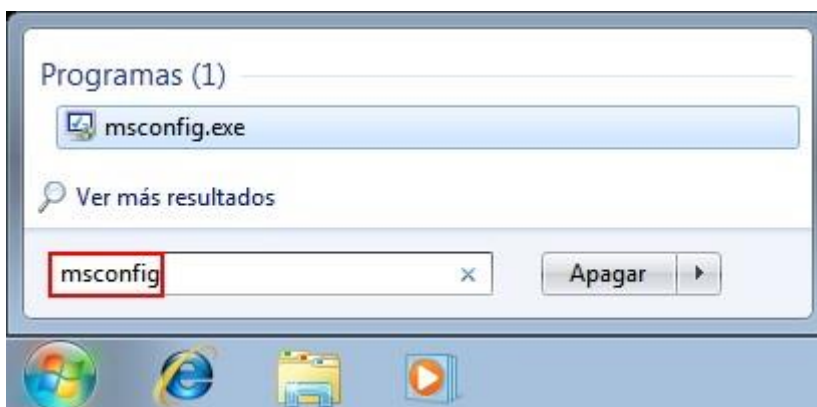 Programas (1)
msconfig.exe
Ver más resultados
msconfig
Apagar